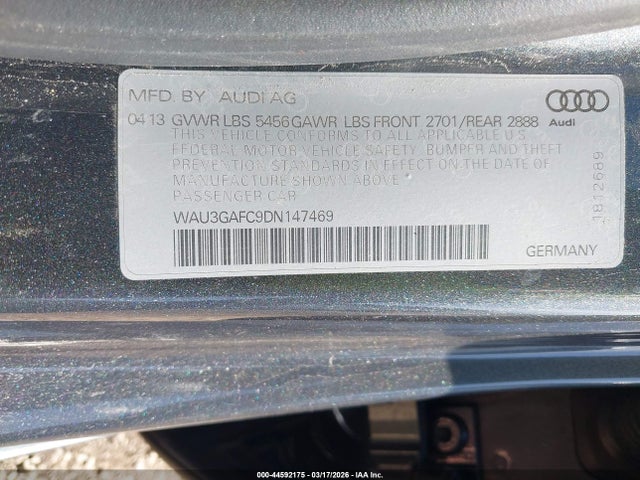 MFD. BY AUDI AG
04 13 GVWR LBS 5456 GAWR LBS FRONT 2701/REAR 2888
THIS VEHICLE CONFORMS TO ALL APPLICABLE U.S.
FEDERAL MOTOR VEHICLE SAFETY, BUMPER AND THEFT
PREVENTION STANDARDS IN EFFECT ON THE DATE OF
MANUFACTURE SHOWN ABOVE.
PASSENGER CAR
WAU3GAFC9DN147469
GERMANY
Audi
1812689
000-44592175 - 03/17/2026 - IAA Inc.